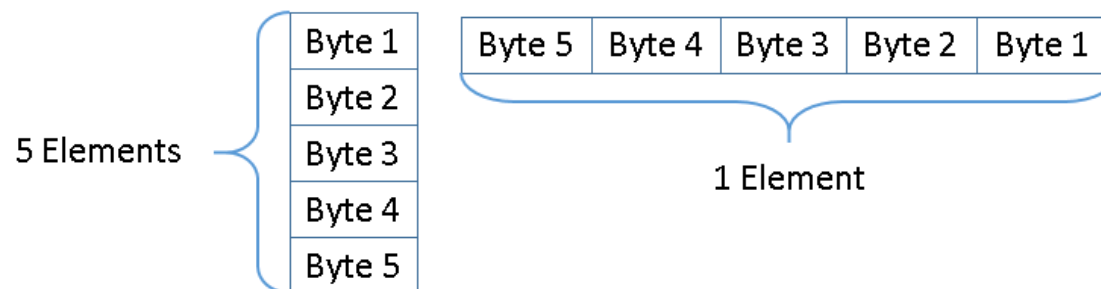 Byte 1
Byte 2
Byte 3
Byte 4
Byte 5
5 Elements
Byte 5 Byte 4 Byte 3 Byte 2 Byte 1
1 Element